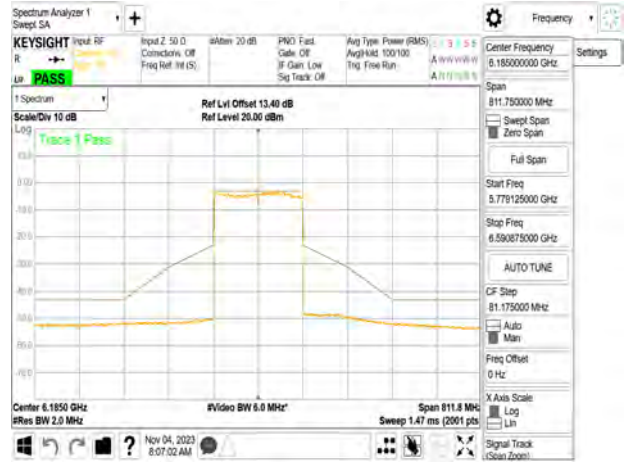 Spectrum Analyzer 1
Swept SA
Frequency
KEYSIGHT
Input: RF
Input Z: 50 Ω
#Atten: 20 dB
PNO: Fast
Avg Type: Power (RMS)
R
Corrections: Off
Gate: Off
Avg|Hold: 100/100
Freq Ref: Int (S)
IF Gain: Low
Trig: Free Run
Sig Track: Off
PASS
Center Frequency
6.185000000 GHz
Settings
Span
811.750000 MHz
Swept Span
Zero Span
Full Span
Start Freq
5.779125000 GHz
Stop Freq
6.590875000 GHz
AUTO TUNE
CF Step
81.175000 MHz
Auto
Man
Freq Offset
0 Hz
X Axis Scale
Log
Lin
Signal Track
(Span Zoom)
1 Spectrum
Scale/Div 10 dB
Ref Lvl Offset 13.40 dB
Ref Level 20.00 dBm
Log
Trace 1 Pass
Center 6.1850 GHz
#Video BW 6.0 MHz*
Span 811.8 MHz
#Res BW 2.0 MHz
Sweep 1.47 ms (2001 pts)
Nov 04, 2023
8:07:02 AM